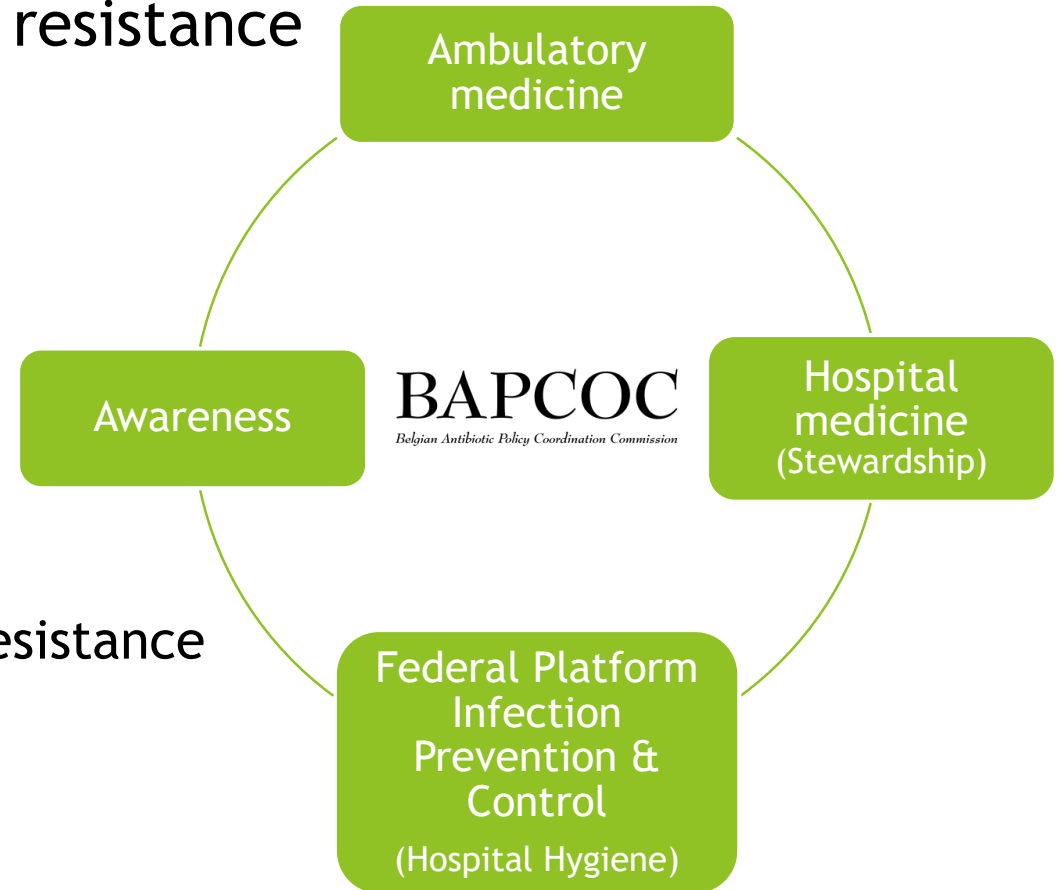 resistance
Ambulatory
medicine
Awareness
BAPCOC
Belgian Antibiotic Policy Coordination Commission
Hospital
medicine
(Stewardship)
esistance
Federal Platform
Infection
Prevention &
Control
(Hospital Hygiene)